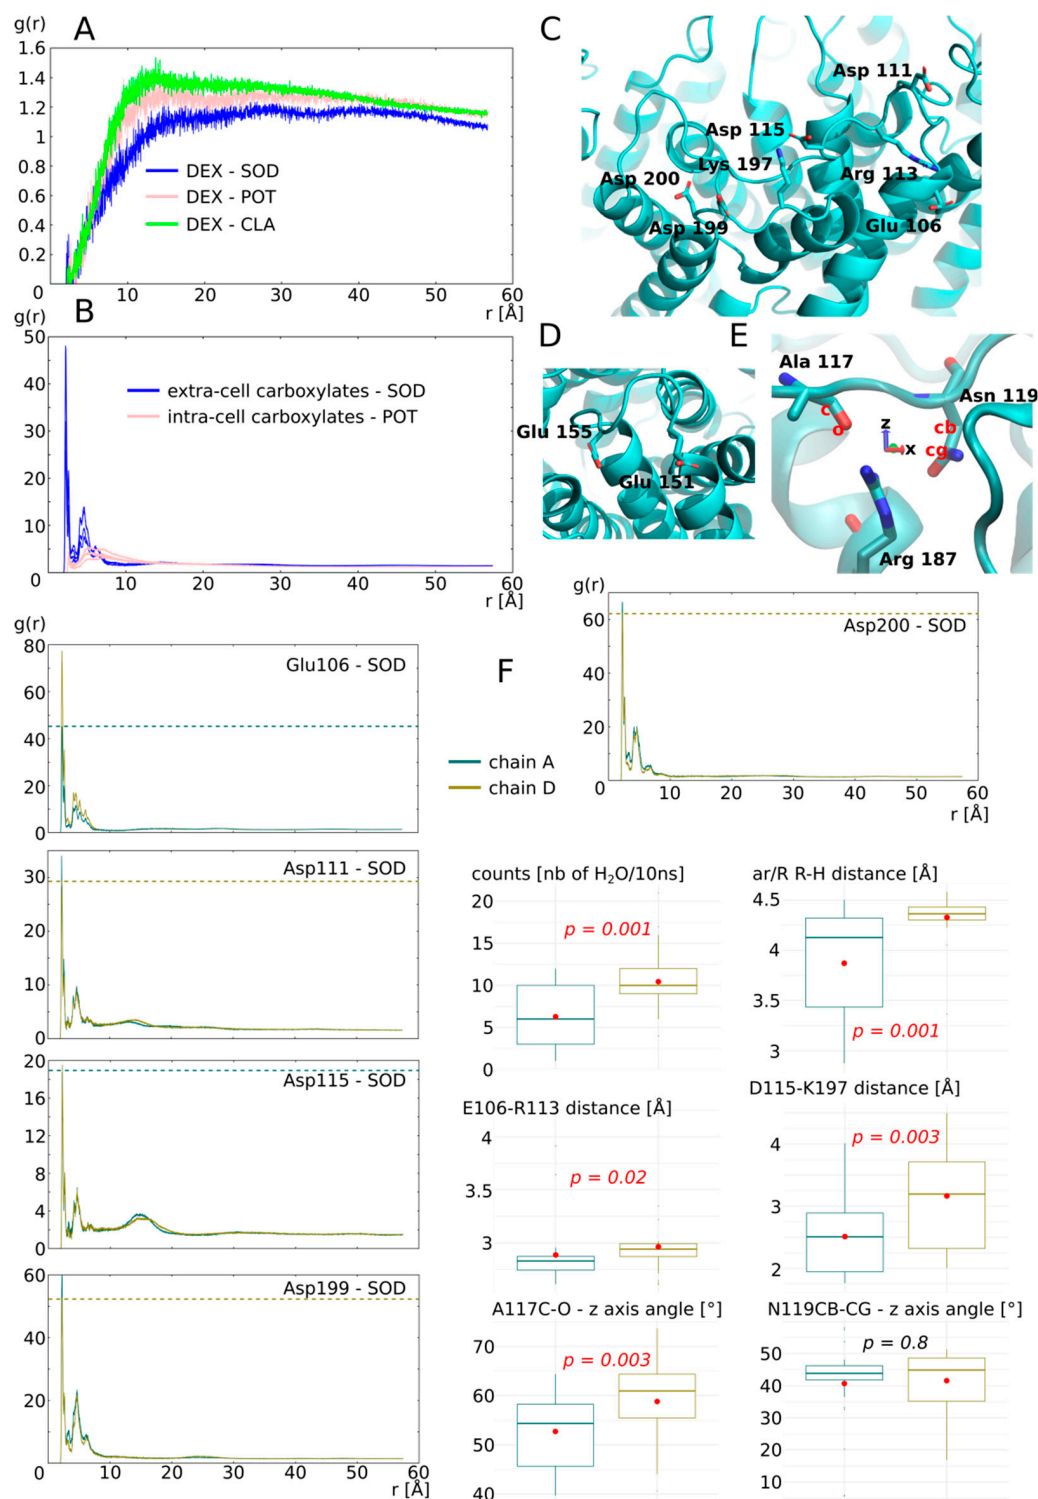 A
g(r)
1.6
1.4
1.2
1
0.8
0.6
0.4
0.2
0
DEX - SOD
DEX - POT
DEX - CLA
10
20
30
40
50
60
r [Å]
B
g(r)
50
40
30
20
10
0
extra-cell carboxylates - SOD
intra-cell carboxylates - POT
10
20
30
40
50
60
r [Å]
C
Asp 111
Asp 115
Lys 197
Arg 113
Asp 200
Asp 199
Glu 106
D
Glu 155
Glu 151
E
Ala 117
Asn 119
c
o
z
x
cb
cg
Arg 187
F
g(r)
80
60
40
20
0
Glu106 - SOD
chain A
chain D
g(r)
60
40
20
0
Asp200 - SOD
10
20
30
40
50
60
r [Å]
30
20
10
0
Asp111 - SOD
20
16
12
8
4
2
0
Asp115 - SOD
60
40
20
0
Asp199 - SOD
10
20
30
40
50
60
r [Å]
counts [nb of H2O/10ns]
20
15
10
5
0
p = 0.001
ar/R R-H distance [Å]
4.5
4
3.5
3
p = 0.001
E106-R113 distance [Å]
4
3.5
3
p = 0.02
D115-K197 distance [Å]
4
3
2
p = 0.003
A117C-O - z axis angle [°]
70
60
50
40
p = 0.003
N119CB-CG - z axis angle [°]
50
40
30
20
10
p = 0.8